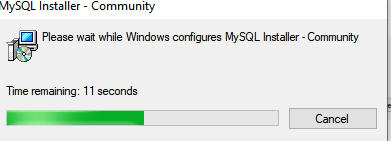 MySQL Installer - Community
Please wait while Windows configures MySQL Installer - Community
Time remaining: 11 seconds
Cancel